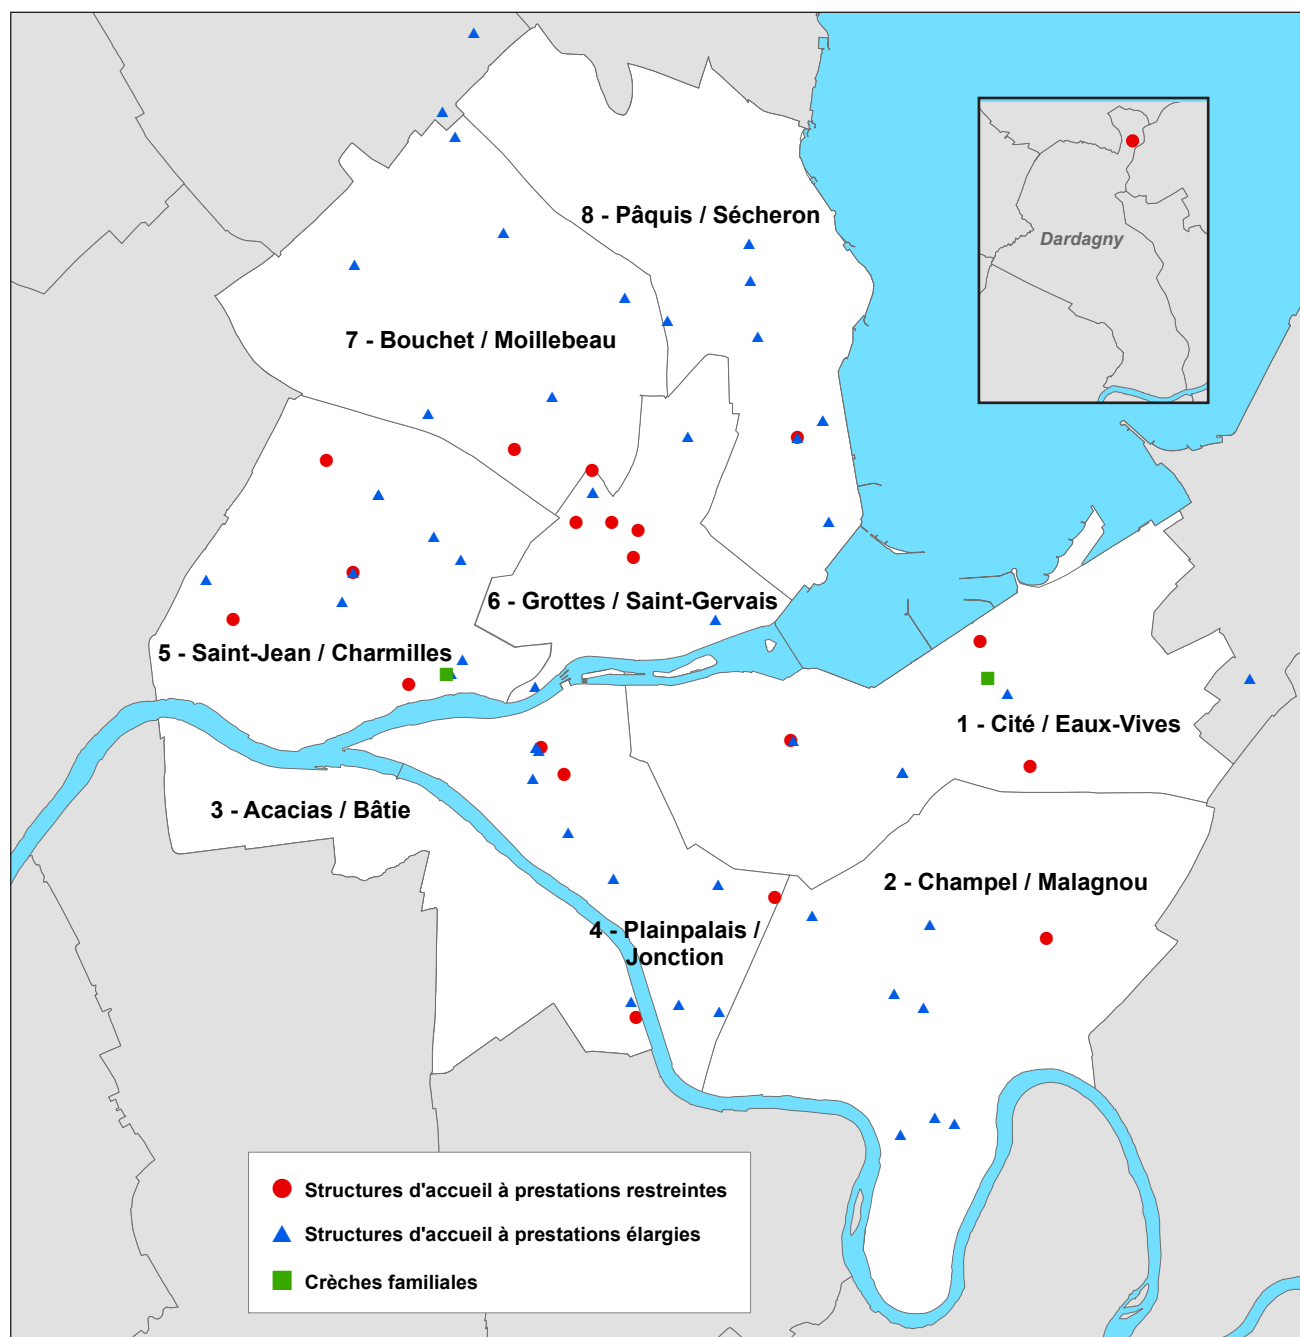 8 - Pâquis / Sécheron
Dardagny
7 - Bouchet / Moillebeau
6 - Grottes / Saint-Gervais
5 - Saint-Jean / Charmilles
1 - Cité / Eaux-Vives
3 - Acacias / Bâtie
2 - Champel / Malagnou
4 - Plainpalais /
Jonction
Structures d'accueil à prestations restreintes
Structures d'accueil à prestations élargies
Crèches familiales